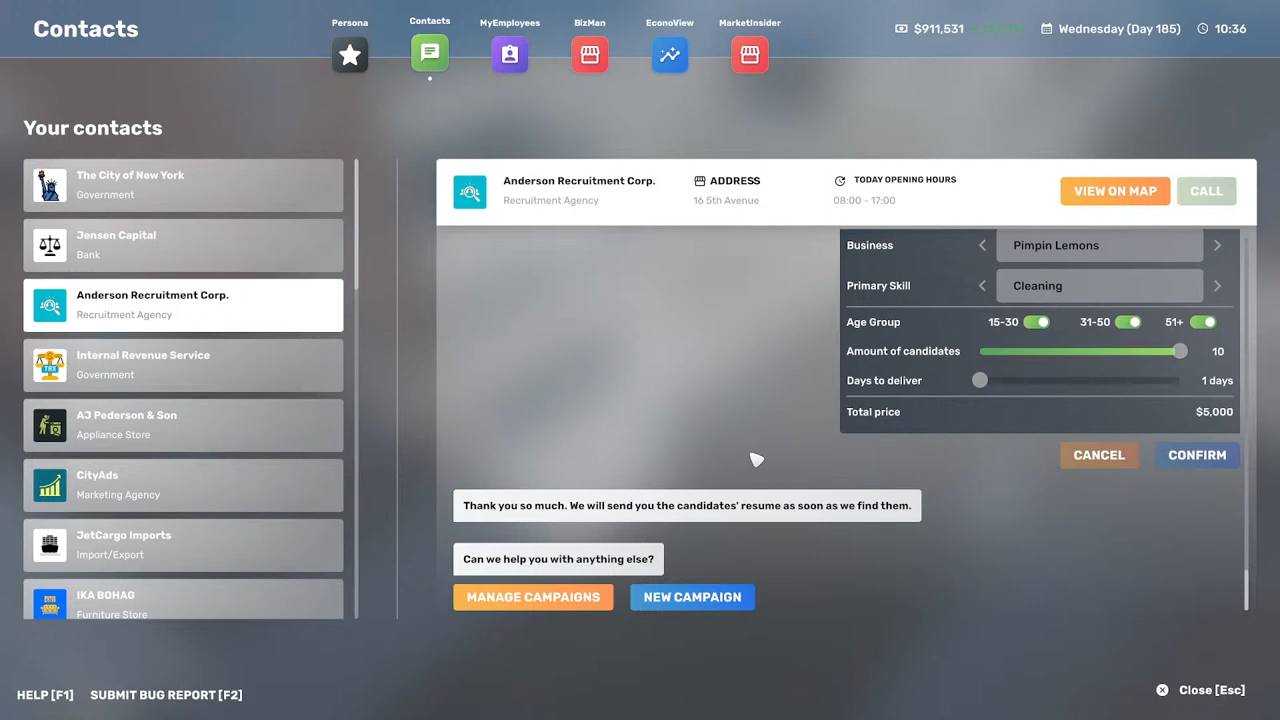 Contacts
Persona
Contacts
MyEmployees
BizMan
EconoView
MarketInsider
$911,531
Wednesday (Day 185)
10:36
Your contacts
The City of New York
Government
Jensen Capital
Bank
Anderson Recruitment Corp.
Recruitment Agency
Internal Revenue Service
Government
TAX
AJ Pederson & Son
Appliance Store
CityAds
Marketing Agency
JetCargo Imports
Import/Export
IKA BOHAG
Furniture Store
Anderson Recruitment Corp.
Recruitment Agency
ADDRESS
16 5th Avenue
TODAY OPENING HOURS
08:00 - 17:00
VIEW ON MAP
CALL
Business
Pimpin Lemons
Primary Skill
Cleaning
Age Group
15-30
31-50
51+
Amount of candidates
10
Days to deliver
1 days
Total price
$5,000
CANCEL
CONFIRM
Thank you so much. We will send you the candidates' resume as soon as we find them.
Can we help you with anything else?
MANAGE CAMPAIGNS
NEW CAMPAIGN
HELP [F1]
SUBMIT BUG REPORT [F2]
Close [Esc]